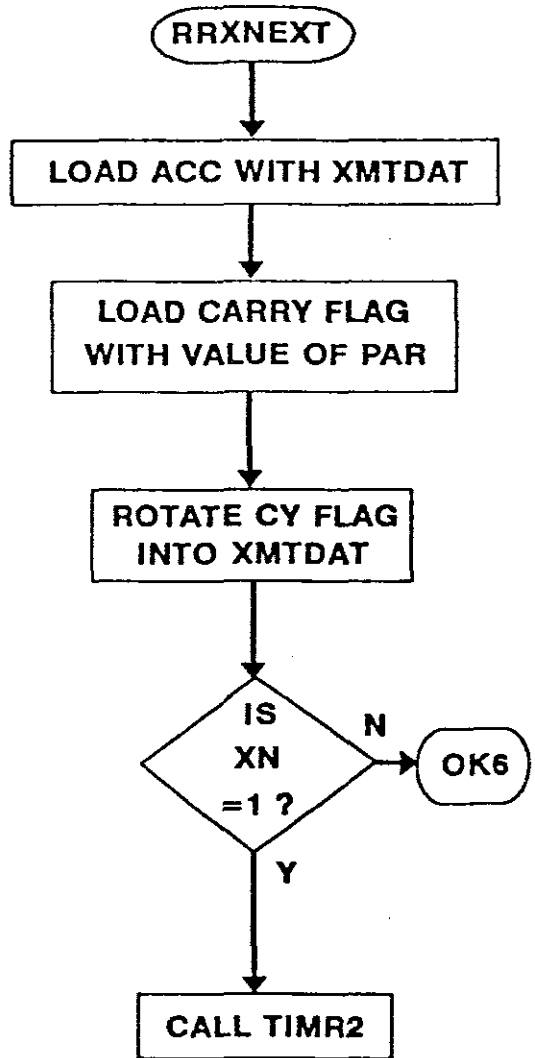 RRXNEXT
LOAD ACC WITH XMTDAT
LOAD CARRY FLAG
WITH VALUE OF PAR
ROTATE CY FLAG
INTO XMTDAT
IS
XN
=1 ?
N
OK6
Y
CALL TIMR2